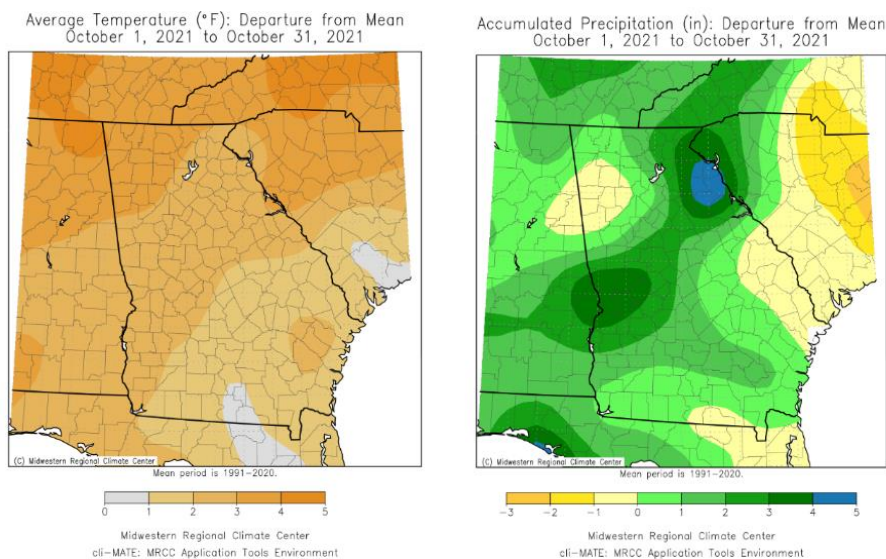 Average Temperature (°F): Departure from Mean
October 1, 2021 to October 31, 2021
(C) Midwestern Regional Climate Center
Mean period is 1991-2020.
0 1 2 3 4 5
Midwestern Regional Climate Center
cli-MATE: MRCC Application Tools Environment
Accumulated Precipitation (in): Departure from Mean
October 1, 2021 to October 31, 2021
(C) Midwestern Regional Climate Center
Mean period is 1991-2020.
-3 -2 -1 0 1 2 3 4 5
Midwestern Regional Climate Center
cli-MATE: MRCC Application Tools Environment